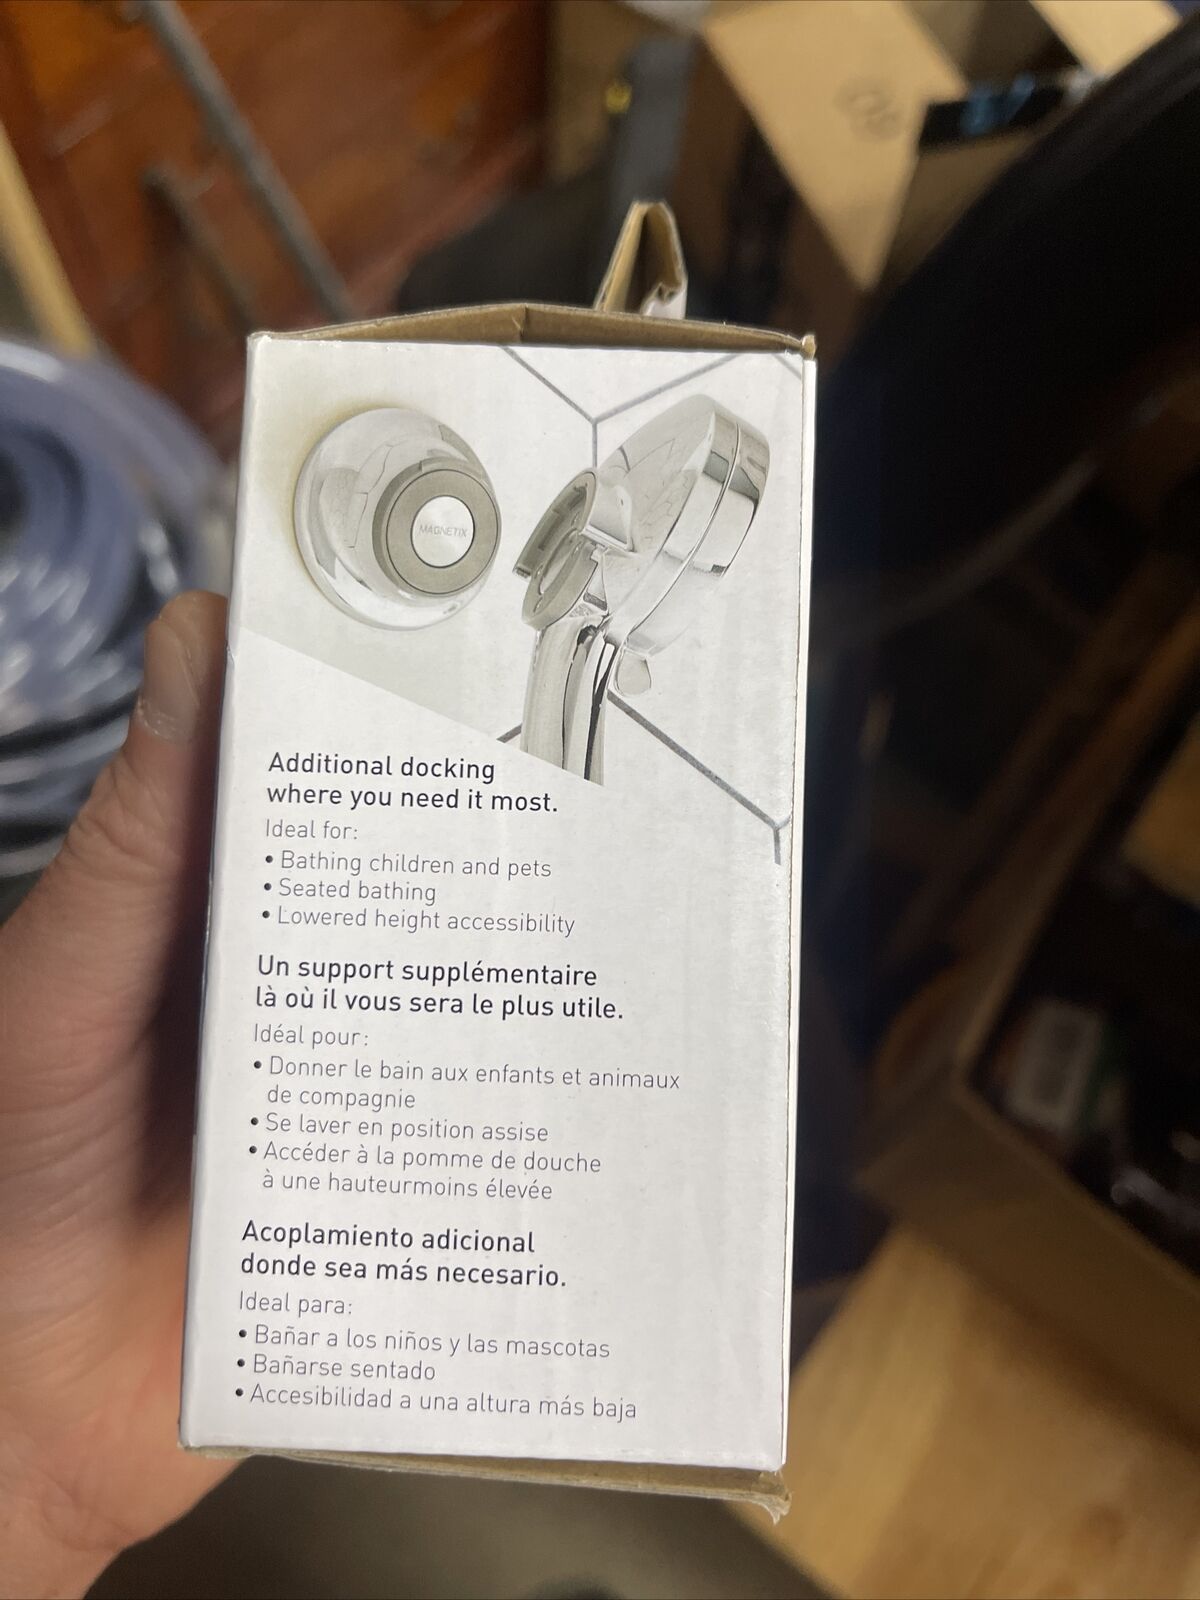 MAGNETIX
Additional docking
where you need it most.
Ideal for:
• Bathing children and pets
• Seated bathing
• Lowered height accessibility
Un support supplémentaire
là où il vous sera le plus utile.
Idéal pour :
• Donner le bain aux enfants et animaux
de compagnie
• Se laver en position assise
• Accéder à la pomme de douche
à une hauteurmoins élevée
Acoplamiento adicional
donde sea más necesario.
Ideal para:
• Bañar a los niños y las mascotas
• Bañarse sentado
• Accesibilidad a una altura más baja